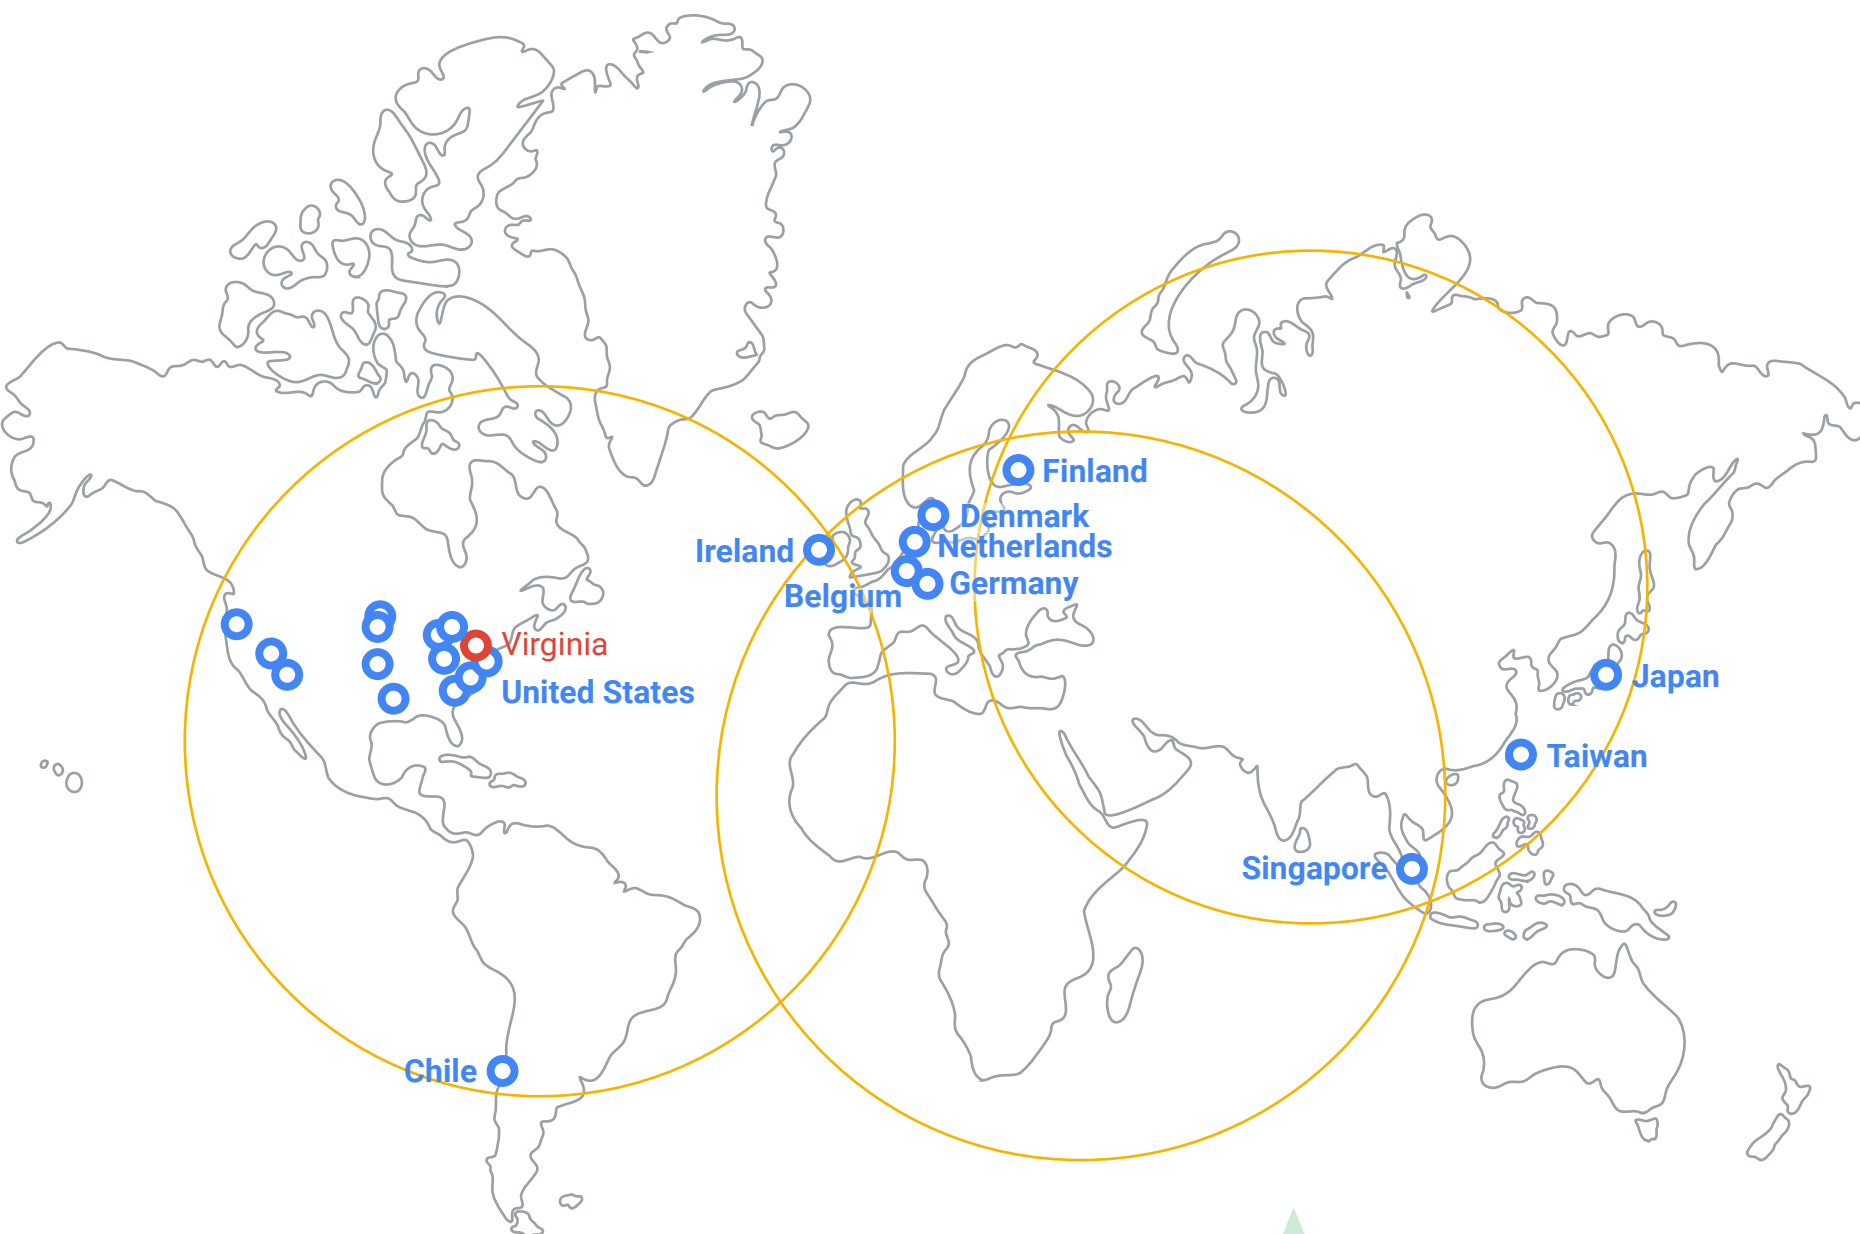 Finland
Denmark
Ireland
Netherlands
Belgium
Germany
Virginia
United States
Japan
Taiwan
Singapore
Chile